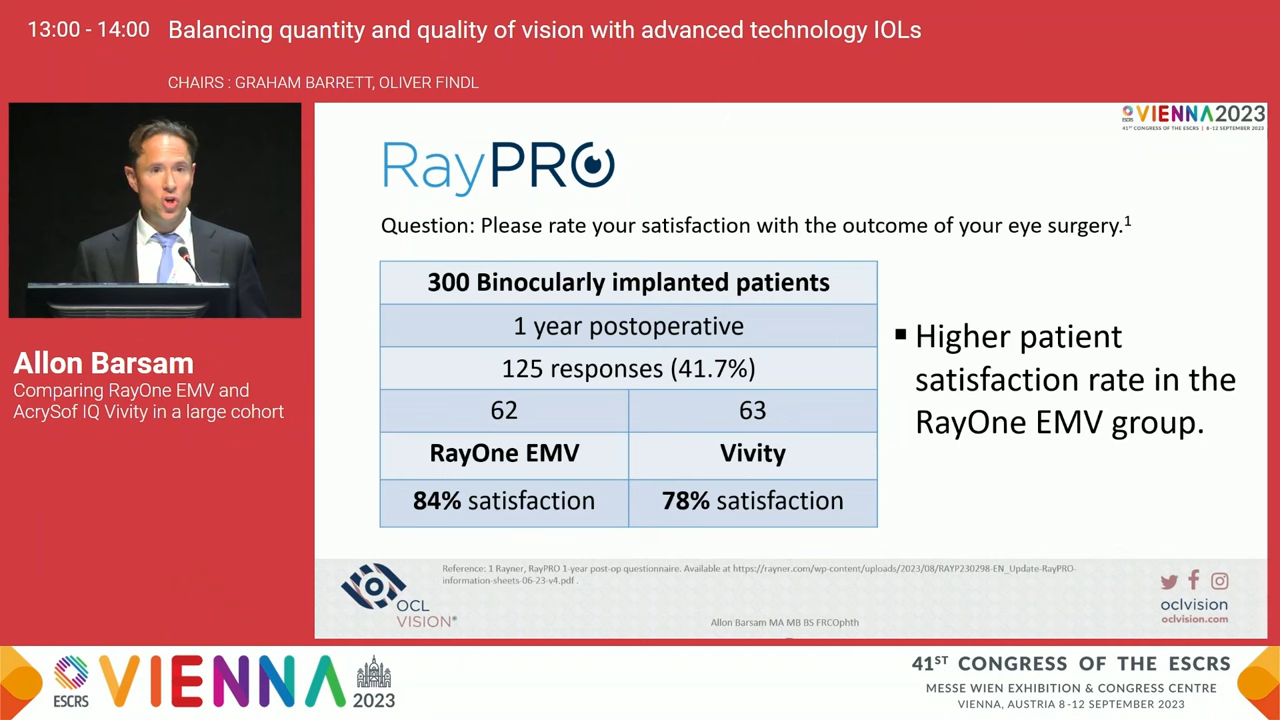 13:00 - 14:00 Balancing quantity and quality of vision with advanced technology IOLs
CHAIRS : GRAHAM BARRETT, OLIVER FINDL
ESCRS VIENNA2023
41ST CONGRESS OF THE ESCRS | 8-12 SEPTEMBER 2023
RayPRO
Question: Please rate your satisfaction with the outcome of your eye surgery.1
300 Binocularly implanted patients
1 year postoperative
125 responses (41.7%)
62 63
RayOne EMV Vivity
84% satisfaction 78% satisfaction
▪ Higher patient
satisfaction rate in the
RayOne EMV group.
Allon Barsam
Comparing RayOne EMV and
AcrySof IQ Vivity in a large cohort
Reference: 1 Rayner, RayPRO 1-year post-op questionnaire. Available at https://rayner.com/wp-content/uploads/2023/08/RAYP230298-EN_Update-RayPRO-
information-sheets-06-23-v4.pdf .
OCL
VISION®
Allon Barsam MA MB BS FRCOphth
oclvision
oclvision.com
ESCRS VIENNA 2023
41ST CONGRESS OF THE ESCRS
MESSE WIEN EXHIBITION & CONGRESS CENTRE
VIENNA, AUSTRIA 8 -12 SEPTEMBER 2023